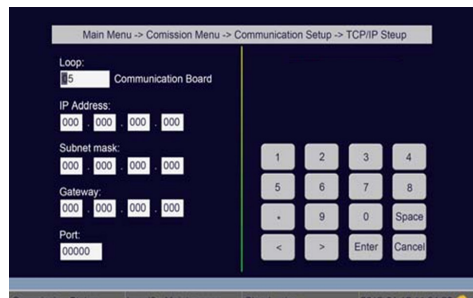 Main Menu -> Comission Menu -> Communication Setup -> TCP/IP Steup
Loop:
15 Communication Board
IP Address:
000 . 000 . 000 . 000
Subnet mask:
000 . 000 . 000 . 000
Gateway:
000 . 000 . 000 . 000
Port:
00000
1 2 3 4
5 6 7 8
* 9 0 Space
< > Enter Cancel